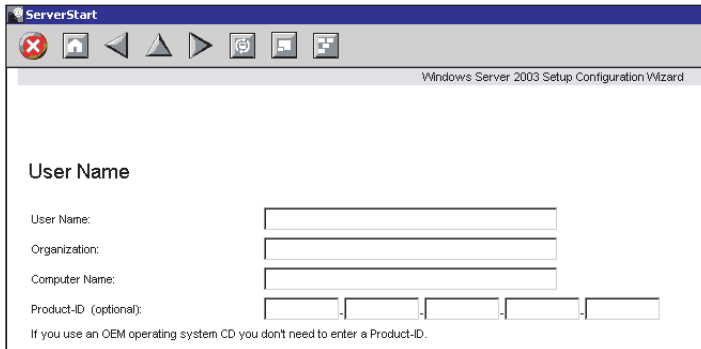 ServerStart
Windows Server 2003 Setup Configuration Wizard
User Name
User Name:
Organization:
Computer Name:
Product-ID (optional):
- - - -
If you use an OEM operating system CD you don't need to enter a Product-ID.